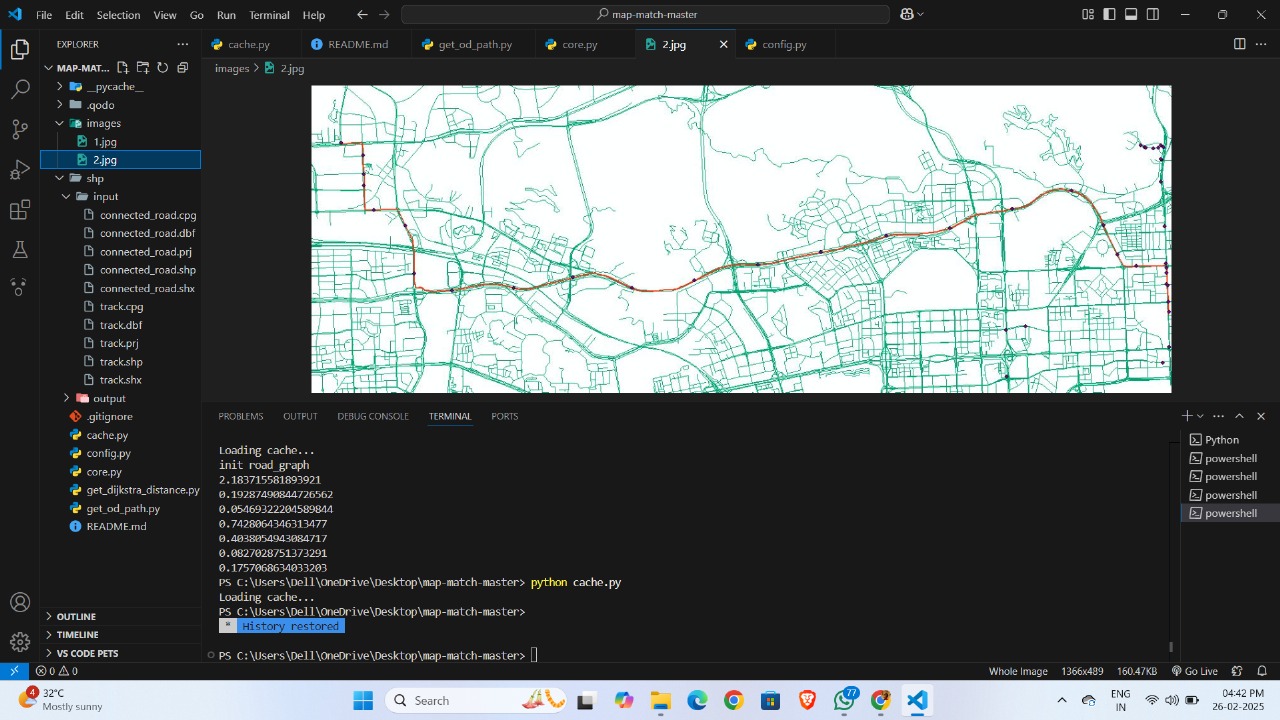 File Edit Selection View Go Run Terminal Help
map-match-master
EXPLORER
MAP-MAT...
__pycache__
.qodo
images
1.jpg
2.jpg
shp
input
connected_road.cpg
connected_road.dbf
connected_road.prj
connected_road.shp
connected_road.shx
track.cpg
track.dbf
track.prj
track.shp
track.shx
output
.gitignore
cache.py
config.py
core.py
get_dijkstra_distance.py
get_od_path.py
README.md
OUTLINE
TIMELINE
VS CODE PETS
cache.py README.md get_od_path.py core.py 2.jpg config.py
images > 2.jpg
PROBLEMS OUTPUT DEBUG CONSOLE TERMINAL PORTS
Loading cache...
init road_graph
2.183715581893921
0.19287490844726562
0.05469322204589844
0.7428064346313477
0.4038054943084717
0.0827028751373291
0.1757068634033203
PS C:\Users\Dell\OneDrive\Desktop\map-match-master> python cache.py
Loading cache...
PS C:\Users\Dell\OneDrive\Desktop\map-match-master>
* History restored
PS C:\Users\Dell\OneDrive\Desktop\map-match-master>
Python
powershell
powershell
powershell
powershell
0 0 Whole Image 1366x489 160.47KB Go Live
4
32°C
Mostly sunny
Search
77
ENG
IN
04:42 PM
26-02-2025